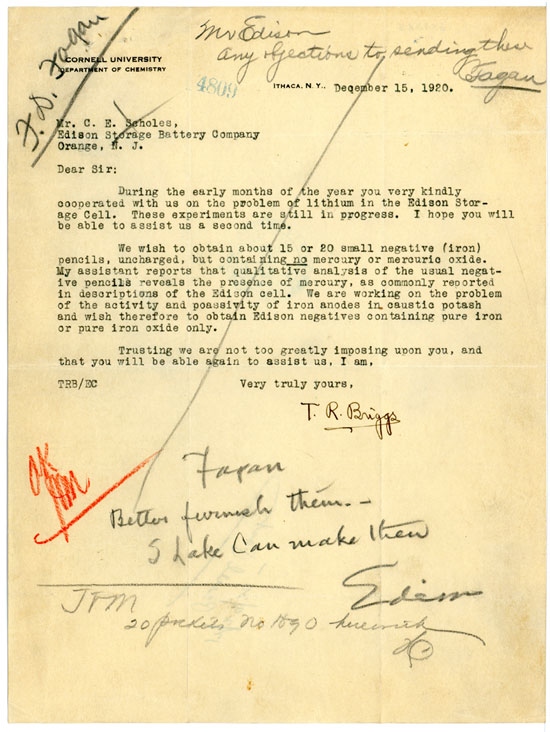 Mr Edison
any objections to sending these
Fagan
F. D. Fagan
CORNELL UNIVERSITY
DEPARTMENT OF CHEMISTRY
4809
ITHACA, N.Y., December 15, 1920.
Mr. C. E. Scholes,
Edison Storage Battery Company
Orange, N. J.
Dear Sir:
During the early months of the year you very kindly
cooperated with us on the problem of lithium in the Edison Stor-
age Cell. These experiments are still in progress. I hope you will
be able to assist us a second time.
We wish to obtain about 15 or 20 small negative (iron)
pencils, uncharged, but containing no mercury or mercuric oxide.
My assistant reports that qualitative analysis of the usual negat-
ive pencils reveals the presence of mercury, as commonly reported
in descriptions of the Edison cell. We are working on the problem
of the activity and passivity of iron anodes in caustic potash
and wish therefore to obtain Edison negatives containing pure iron
or pure iron oxide only.
Trusting we are not too greatly imposing upon you, and
that you will be able again to assist us, I am,
TRB/EC Very truly yours,
T. R. Briggs
OK
Fagan
Better furnish them. —
Slake can make them
Edison
20 pockets No